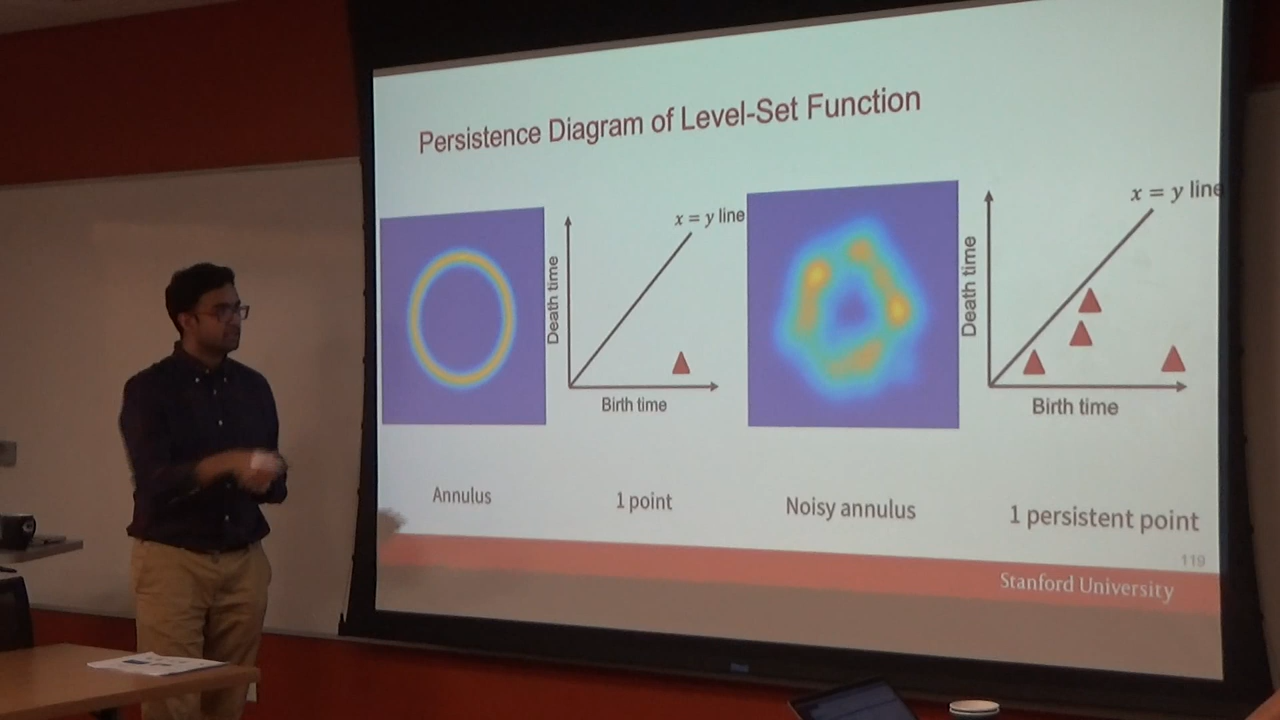 Persistence Diagram of Level-Set Function
x = y line
Death time
Birth time
x = y line
Death time
Birth time
Annulus
1 point
Noisy annulus
1 persistent point
119
Stanford University